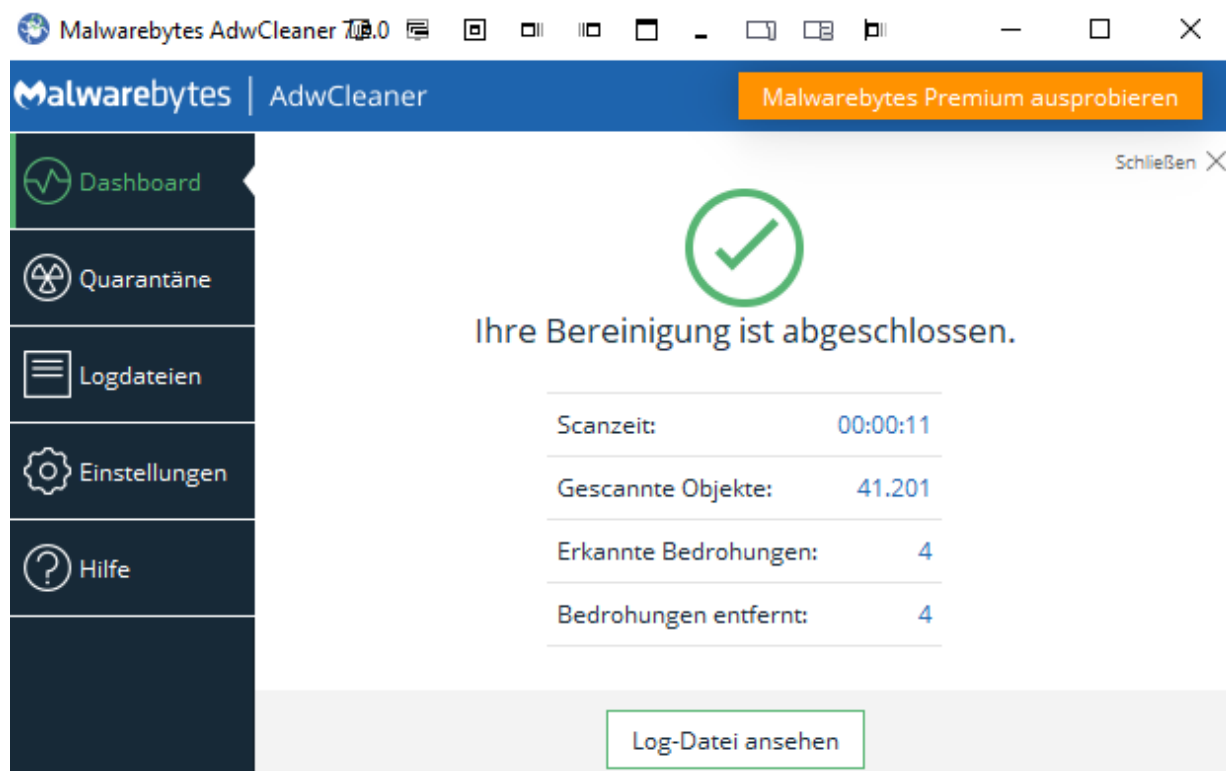 Malwarebytes AdwCleaner
Malwarebytes | AdwCleaner
Malwarebytes Premium ausprobieren
Schließen
Dashboard
Quarantäne
Logdateien
Einstellungen
Hilfe
Ihre Bereinigung ist abgeschlossen.
Scanzeit: 00:00:11
Gescannte Objekte: 41.201
Erkannte Bedrohungen: 4
Bedrohungen entfernt: 4
Log-Datei ansehen